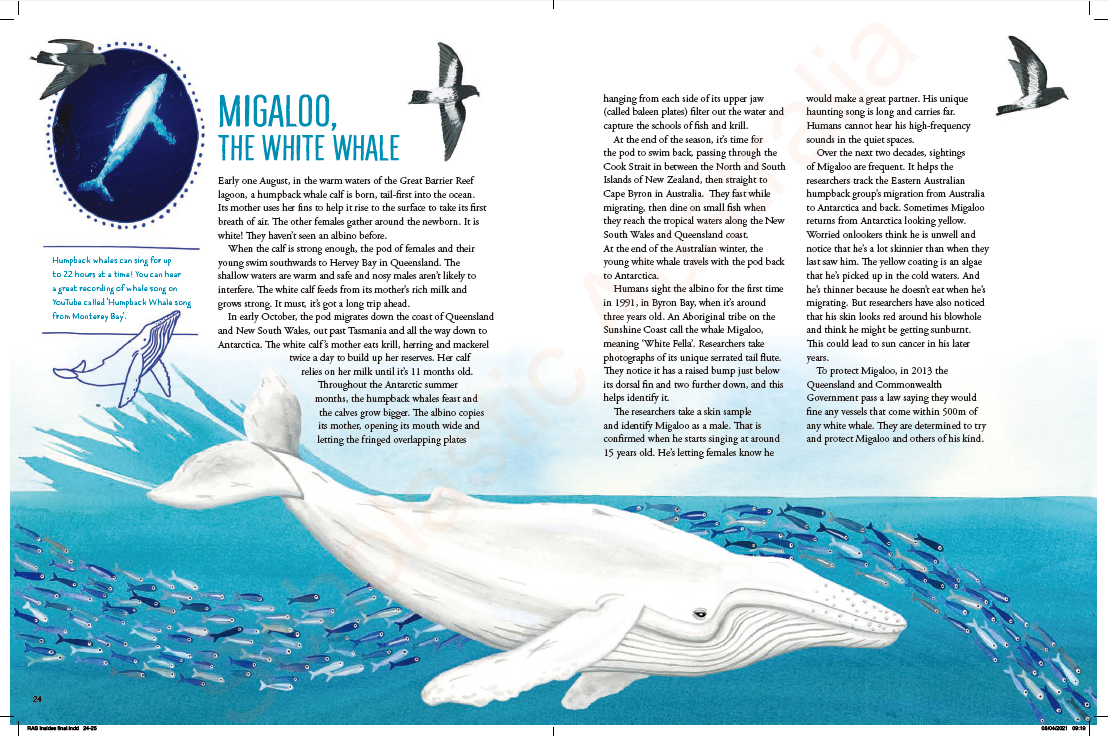 MIGALOO,
THE WHITE WHALE
Early one August, in the warm waters of the Great Barrier Reef
lagoon, a humpback whale calf is born, tail-first into the ocean.
Its mother uses her fins to help it rise to the surface to take its first
breath of air. The other females gather around the newborn. It is
white! They haven't seen an albino before.
When the calf is strong enough, the pod of females and their
young swim southwards to Hervey Bay in Queensland. The
shallow waters are warm and safe and nosy males aren't likely to
interfere. The white calf feeds from its mother's rich milk and
grows strong. It must, it's got a long trip ahead.
In early October, the pod migrates down the coast of Queensland
and New South Wales, out past Tasmania and all the way down to
Antarctica. The white calf's mother eats krill, herring and mackerel
twice a day to build up her reserves. Her calf
relies on her milk until it's 11 months old.
Throughout the Antarctic summer
months, the humpback whales feast and
the calves grow bigger. The albino copies
its mother, opening its mouth wide and
letting the fringed overlapping plates
Humpback whales can sing for up
to 22 hours at a time! You can hear
a great recording of whale song on
YouTube called 'Humpback Whale song
from Monterey Bay'.
hanging from each side of its upper jaw
(called baleen plates) filter out the water and
capture the schools of fish and krill.
At the end of the season, it's time for
the pod to swim back, passing through the
Cook Strait in between the North and South
Islands of New Zealand, then straight to
Cape Byron in Australia. They fast while
migrating, then dine on small fish when
they reach the tropical waters along the New
South Wales and Queensland coast.
At the end of the Australian winter, the
young white whale travels with the pod back
to Antarctica.
Humans sight the albino for the first time
in 1991, in Byron Bay, when it's around
three years old. An Aboriginal tribe on the
Sunshine Coast call the whale Migaloo,
meaning 'White Fella'. Researchers take
photographs of its unique serrated tail flute.
They notice it has a raised bump just below
its dorsal fin and two further down, and this
helps identify it.
The researchers take a skin sample
and identify Migaloo as a male. That is
confirmed when he starts singing at around
15 years old. He's letting females know he
would make a great partner. His unique
haunting song is long and carries far.
Humans cannot hear his high-frequency
sounds in the quiet spaces.
Over the next two decades, sightings
of Migaloo are frequent. It helps the
researchers track the Eastern Australian
humpback group's migration from Australia
to Antarctica and back. Sometimes Migaloo
returns from Antarctica looking yellow.
Worried onlookers think he is unwell and
notice that he's a lot skinnier than when they
last saw him. The yellow coating is an algae
that he's picked up in the cold waters. And
he's thinner because he doesn't eat when he's
migrating. But researchers have also noticed
that his skin looks red around his blowhole
and think he might be getting sunburnt.
This could lead to sun cancer in his later
years.
To protect Migaloo, in 2013 the
Queensland and Commonwealth
Government pass a law saying they would
fine any vessels that come within 500m of
any white whale. They are determined to try
and protect Migaloo and others of his kind.
Scholastic Australia
24
RAS insides final.indd 24-25
08/04/2021 09:19